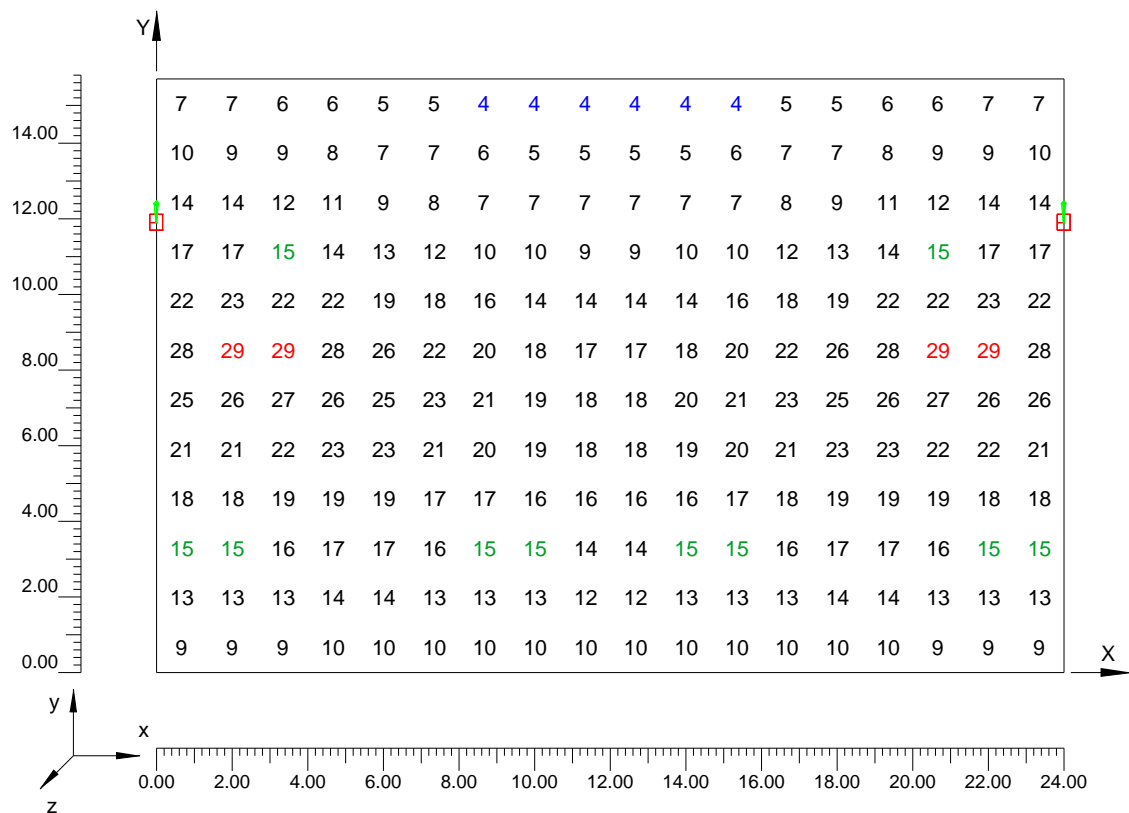 Y
7 7 6 6 5 5 4 4 4 4 4 4 5 5 6 6 7 7
14.00
10 9 9 8 7 7 6 5 5 5 5 6 7 7 8 9 9 10
14 14 12 11 9 8 7 7 7 7 7 7 8 9 11 12 14 14
12.00
17 17 15 14 13 12 10 10 9 9 10 10 12 13 14 15 17 17
10.00
22 23 22 22 19 18 16 14 14 14 14 16 18 19 22 22 23 22
28 29 29 28 26 22 20 18 17 17 18 20 22 26 28 29 29 28
8.00
25 26 27 26 25 23 21 19 18 18 20 21 23 25 26 27 26 26
6.00
21 21 22 23 23 21 20 19 18 18 19 20 21 23 23 22 22 21
18 18 19 19 19 17 17 16 16 16 16 17 18 19 19 19 18 18
4.00
15 15 16 17 17 16 15 15 14 14 15 15 16 17 17 16 15 15
2.00
13 13 13 14 14 13 13 13 12 12 13 13 13 14 14 13 13 13
9 9 9 10 10 10 10 10 10 10 10 10 10 10 10 9 9 9
0.00
X
y
x
z
0.00 2.00 4.00 6.00 8.00 10.00 12.00 14.00 16.00 18.00 20.00 22.00 24.00